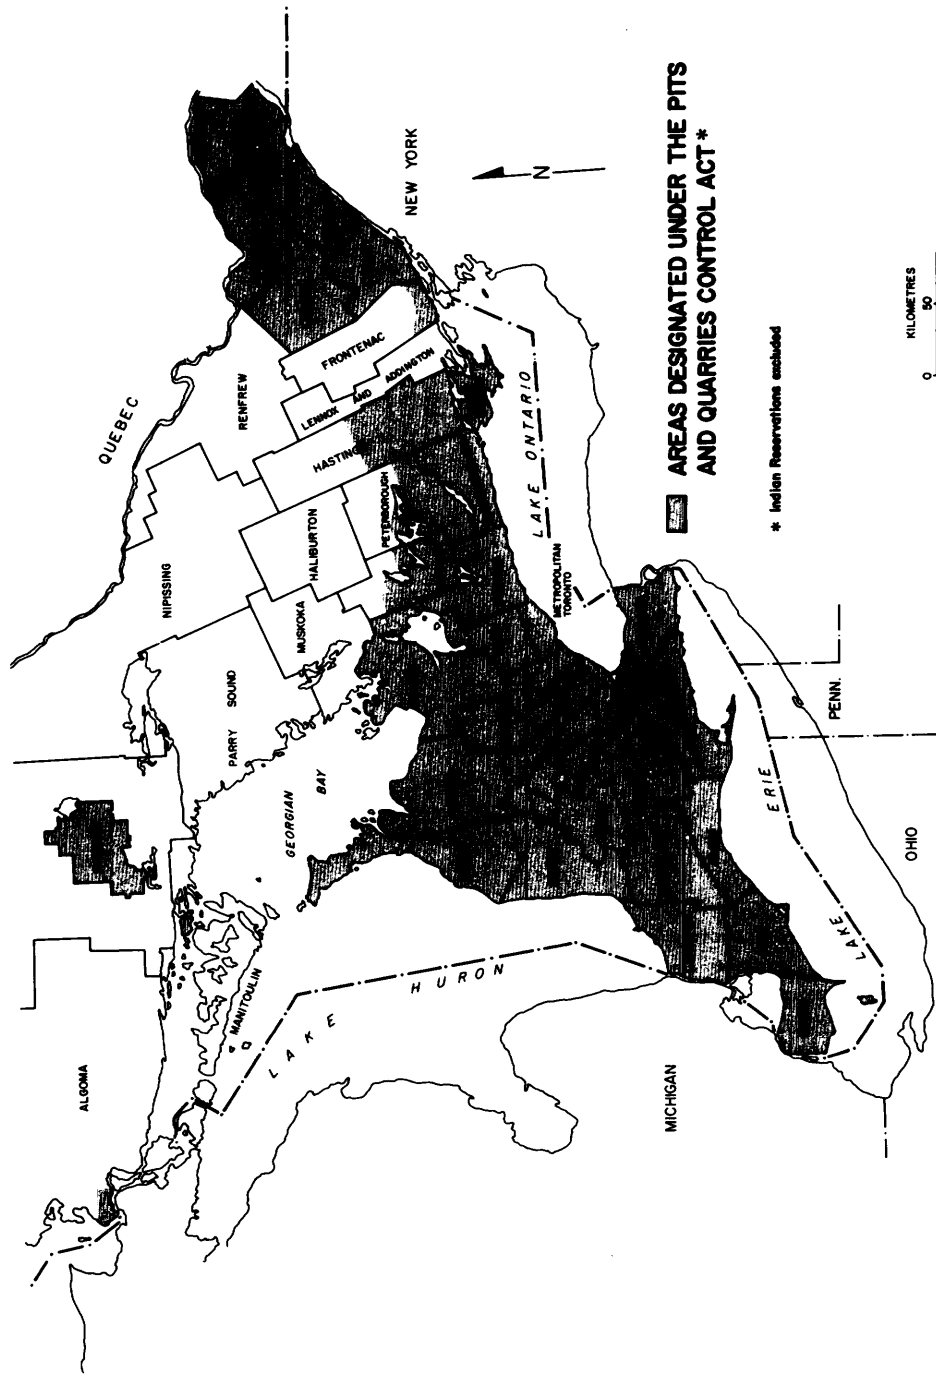 ALGOMA
MANITOULIN
LAKE HURON
GEORGIAN
BAY
PARRY SOUND
NIPISSING
MUSKOKA
HALIBURTON
QUEBEC
RENFREW
HASTING
PETERBOROUGH
LENNOX AND ADDINGTON
FRONTENAC
NEW YORK
N
LAKE ONTARIO
METROPOLITAN
TORONTO
LAKE ERIE
MICHIGAN
OHIO
PENN.
AREAS DESIGNATED UNDER THE PITS
AND QUARRIES CONTROL ACT*
* Indian Reservations excluded
KILOMETRES
0 50